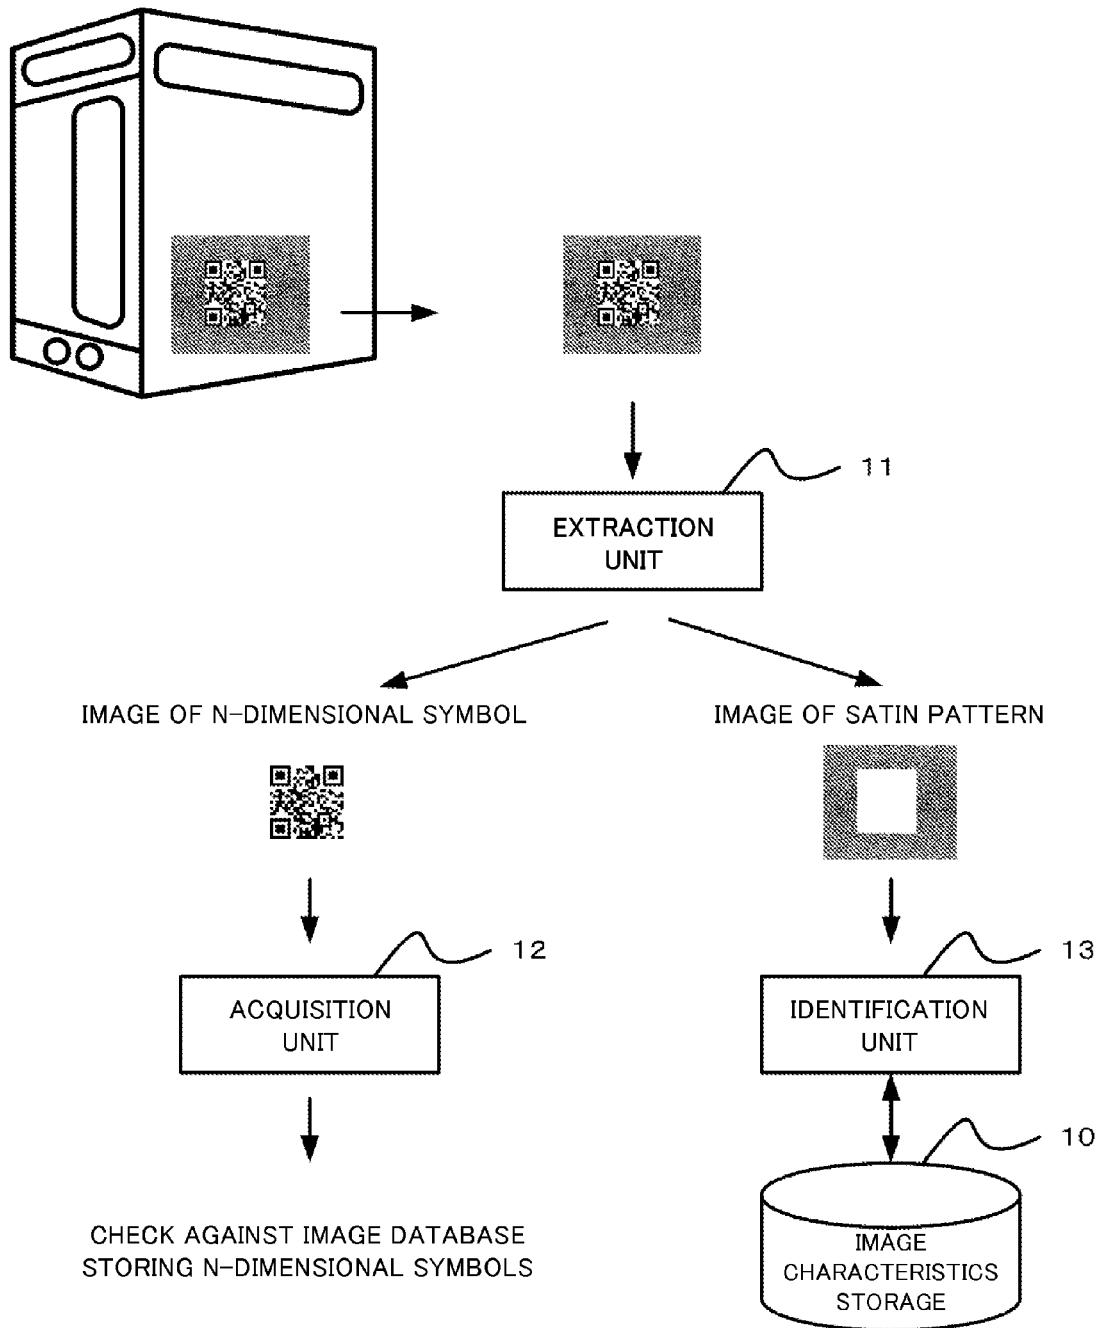 11
EXTRACTION
UNIT
IMAGE OF N-DIMENSIONAL SYMBOL
IMAGE OF SATIN PATTERN
12
13
ACQUISITION
UNIT
IDENTIFICATION
UNIT
10
CHECK AGAINST IMAGE DATABASE
STORING N-DIMENSIONAL SYMBOLS
IMAGE
CHARACTERISTICS
STORAGE